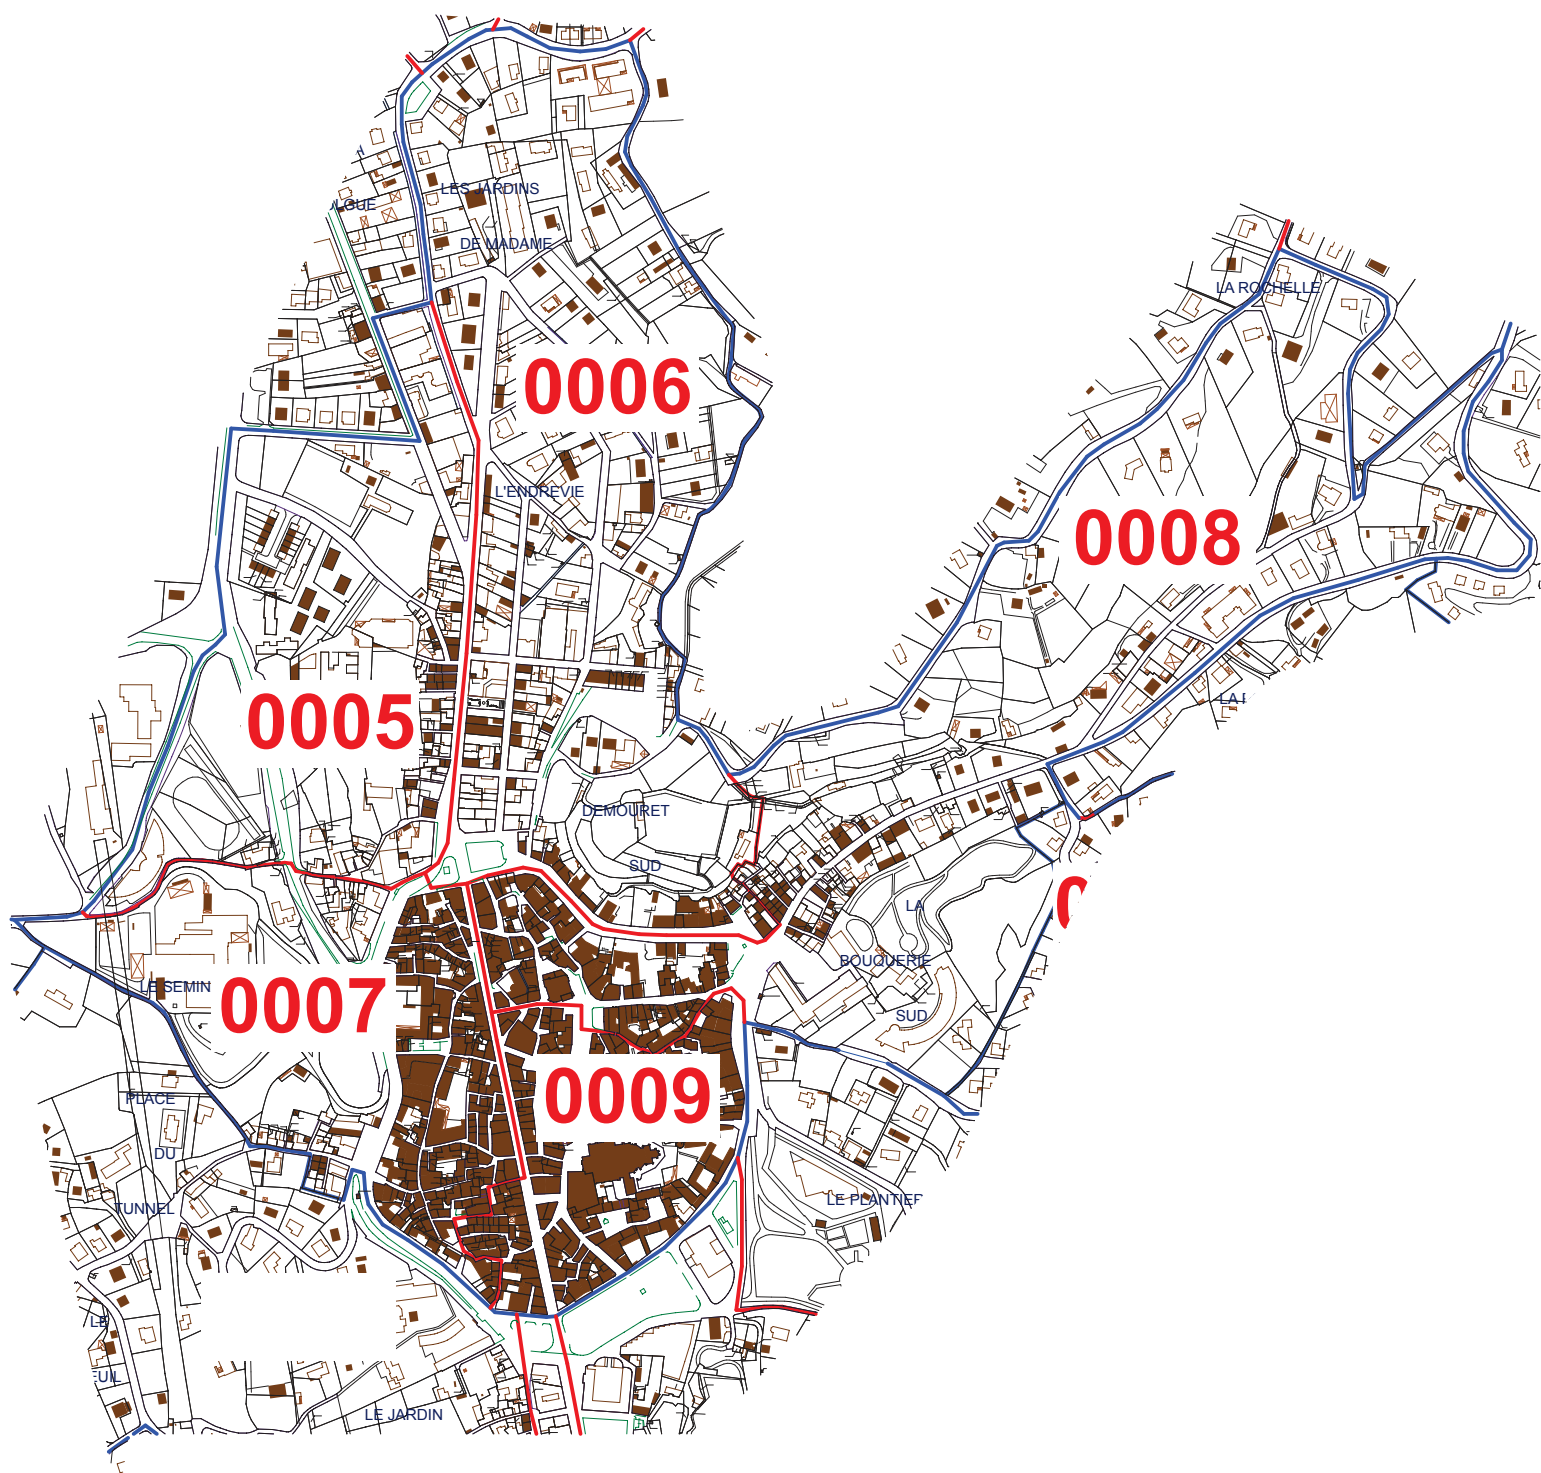 LES JARDINS
DE MADAME
LA ROCHELLE
0006
L'ENDREVIE
0008
0005
DEMOURET
SUD
LA
BOUQUERIE
SUD
LE SEMIN
0007
0009
PLACE
DU
TUNNEL
LE PLANTIER
LE
EUIL
LE JARDIN